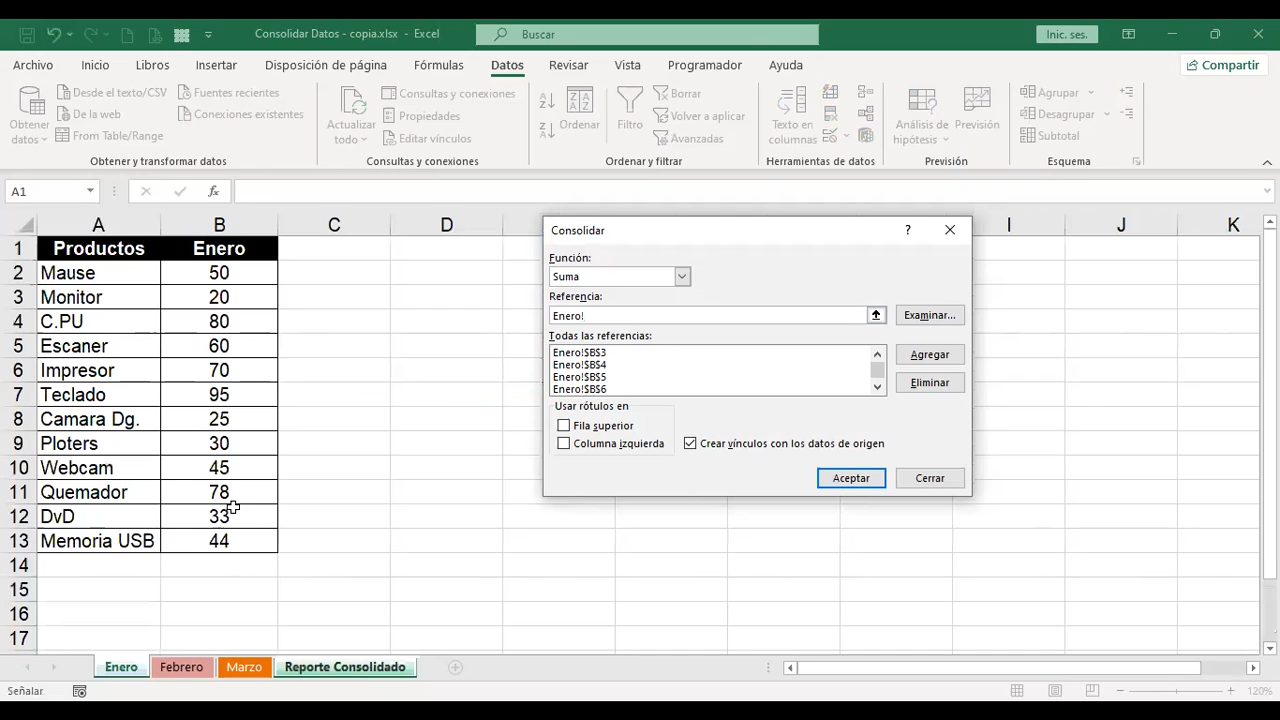 Consolidar Datos - copia.xlsx - Excel
Buscar
Inic. ses.
Archivo Inicio Libros Insertar Disposición de página Fórmulas Datos Revisar Vista Programador Ayuda
Compartir
Obtener datos
Desde el texto/CSV
De la web
From Table/Range
Fuentes recientes
Conexiones existentes
Obtener y transformar datos
Actualizar todo
Consultas y conexiones
Propiedades
Editar vínculos
Consultas y conexiones
Ordenar
Filtro
Borrar
Volver a aplicar
Avanzadas
Ordenar y filtrar
Texto en columnas
Herramientas de datos
Análisis de hipótesis
Previsión
Previsión
Agrupar
Desagrupar
Subtotal
Esquema
A1
fx
A B C D I J K
1 Productos Enero
2 Mause 50
3 Monitor 20
4 C.PU 80
5 Escaner 60
6 Impresor 70
7 Teclado 95
8 Camara Dg. 25
9 Ploters 30
10 Webcam 45
11 Quemador 78
12 DvD 33
13 Memoria USB 44
14
15
16
17
Consolidar
?
Función:
Suma
Referencia:
Enero!
Examinar...
Todas las referencias:
Enero!$B$3
Enero!$B$4
Enero!$B$5
Enero!$B$6
Agregar
Eliminar
Usar rótulos en
Fila superior
Columna izquierda
Crear vínculos con los datos de origen
Aceptar
Cerrar
Enero Febrero Marzo Reporte Consolidado
Señalar
120%